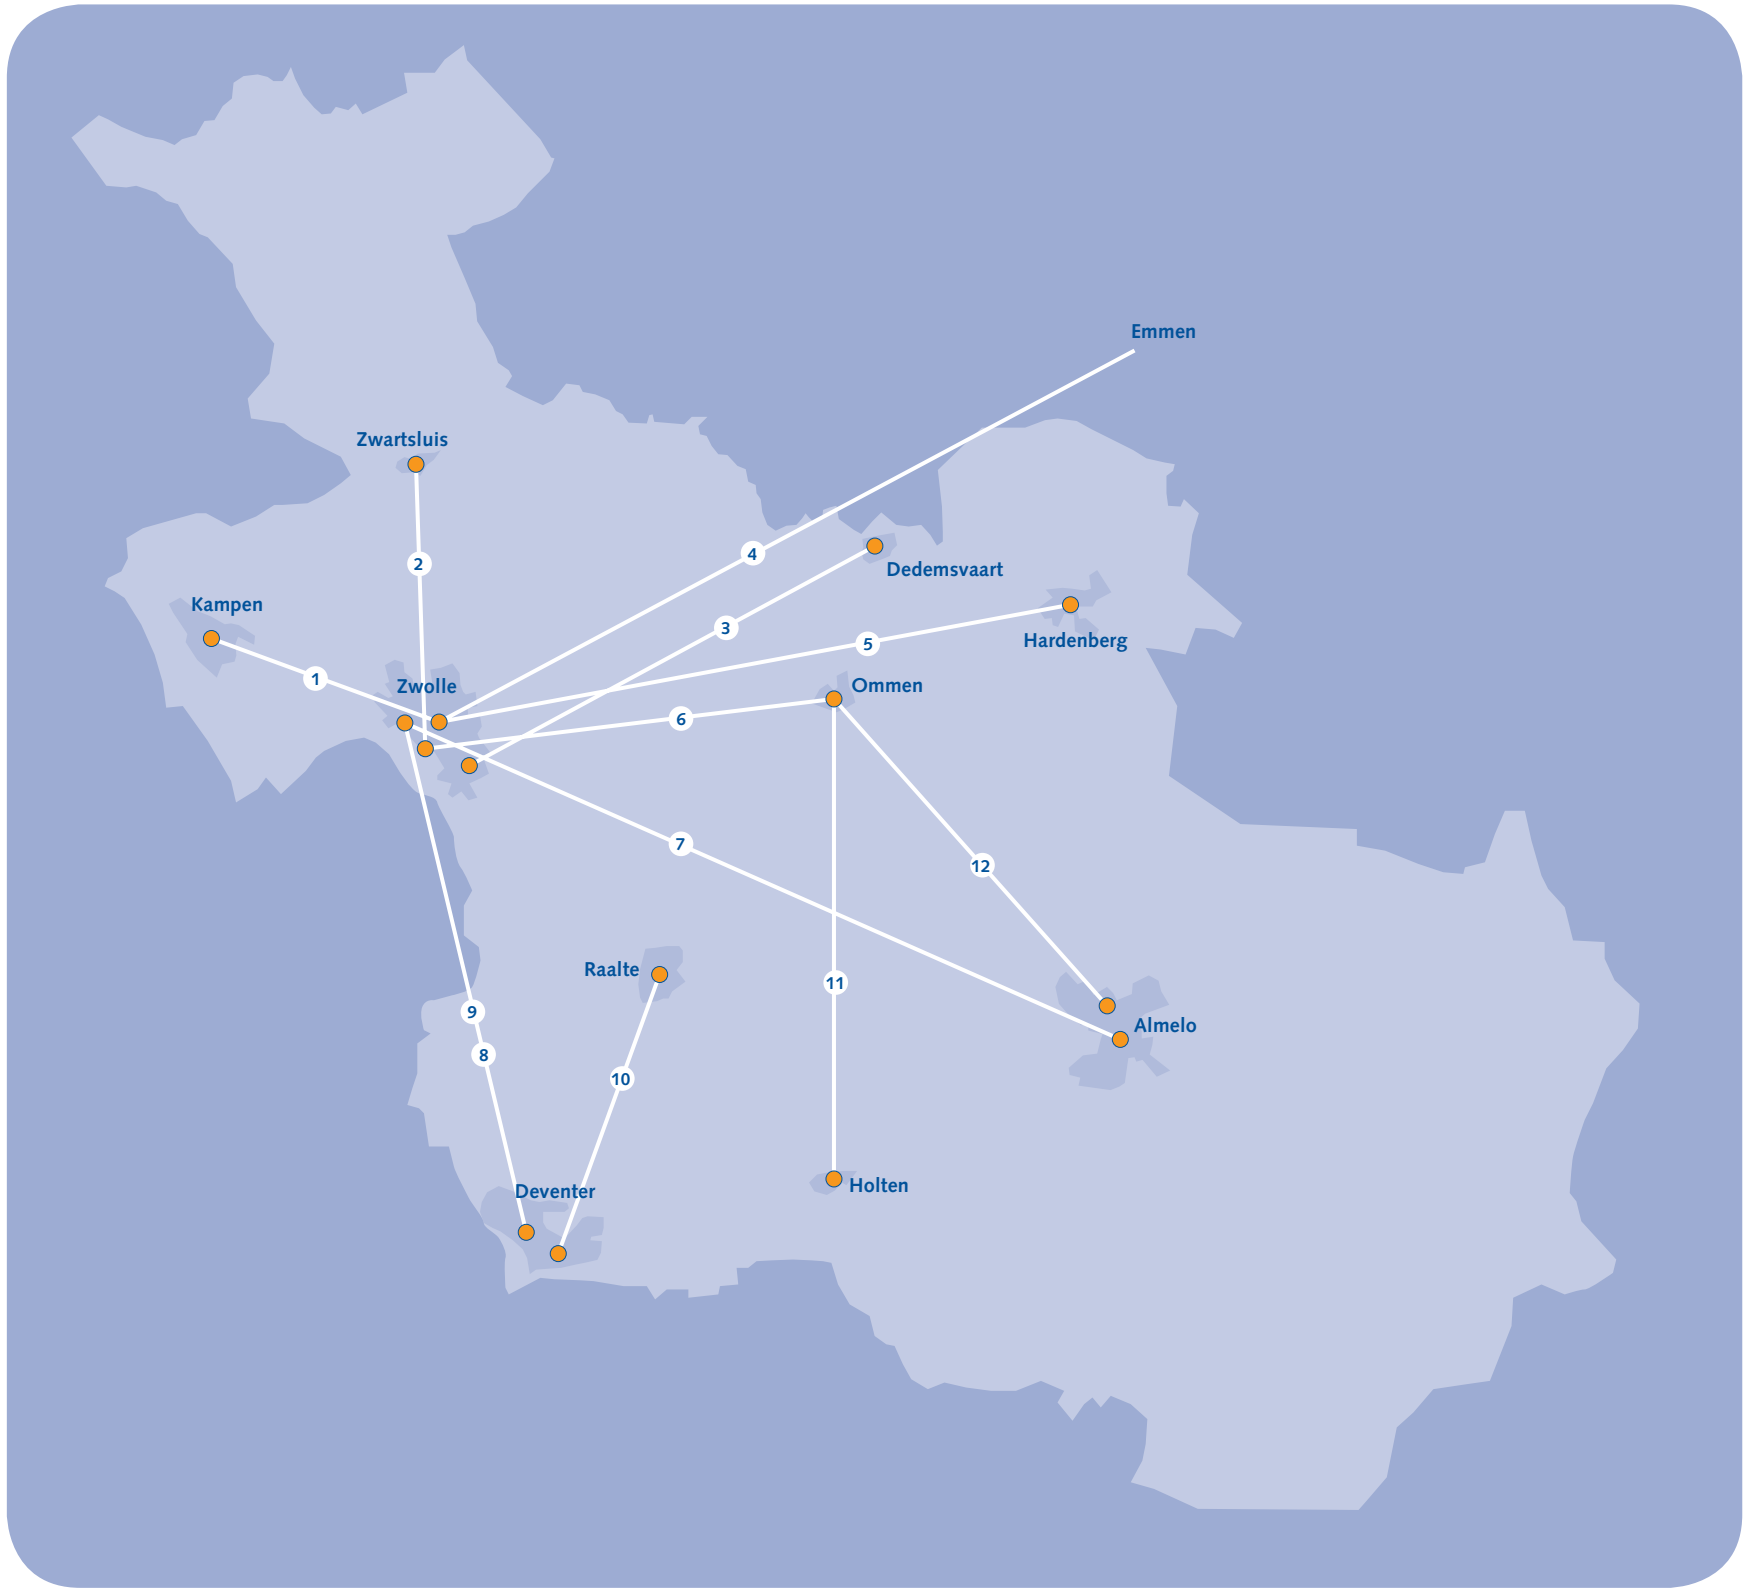 Emmen
Zwartsluis
4
2
Dedemsvaart
Kampen
3
Hardenberg
5
1
Zwolle
Ommen
6
7
12
Raalte
11
9
Almelo
8
10
Deventer
Holten